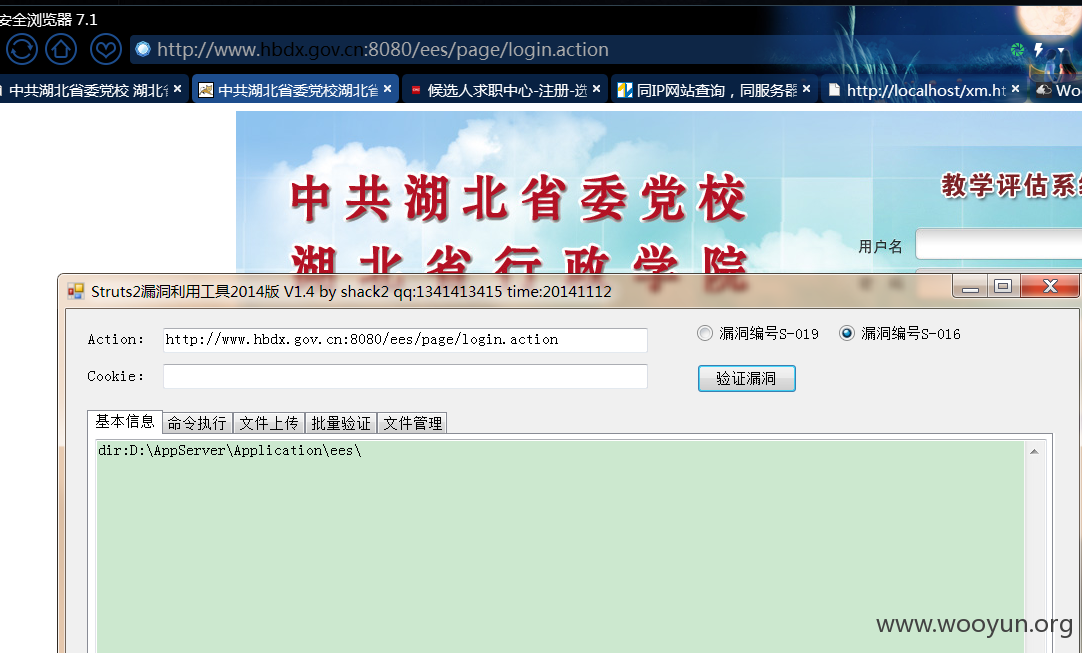 安全浏览器 7.1
http://www.hbdx.gov.cn:8080/ees/page/login.action
中共湖北省委党校 湖北省 × 中共湖北省委党校湖北省 × 候选人求职中心-注册-选 × 同IP网站查询，同服务器 × http://localhost/xm.ht × Woo
中共湖北省委党校
教学评估系统
湖北省行政学院
用户名
Struts2漏洞利用工具2014版 V1.4 by shack2 qq:1341413415 time:20141112
Action: http://www.hbdx.gov.cn:8080/ees/page/login.action 漏洞编号S-019 漏洞编号S-016
Cookie: 验证漏洞
基本信息 命令执行 文件上传 批量验证 文件管理
dir:D:\AppServer\Application\ees\
www.wooyun.org